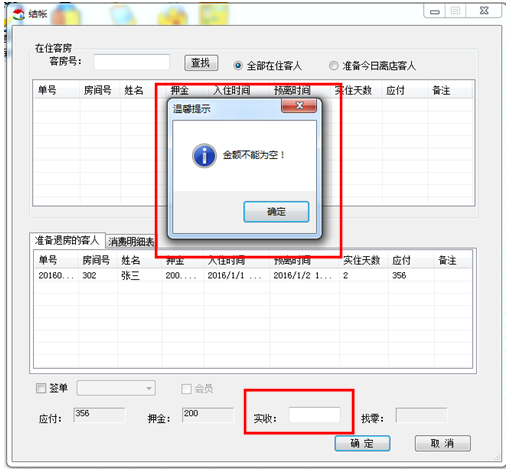 结帐
在住客房
客房号： 查找 全部在住客人 准备今日离店客人
单号 房间号 姓名 押金 入住时间 预离时间 实住天数 应付 备注
温馨提示
金额不能为空！
确定
准备退房的客人 消费明细表
单号 房间号 姓名 押金 入住时间 预离时间 实住天数 应付 备注
20160... 302 张三 200.... 2016/1/1 ... 2016/1/2 1... 2 356
签单 会员
应付： 356 押金： 200 实收： 找零：
确 定 取 消